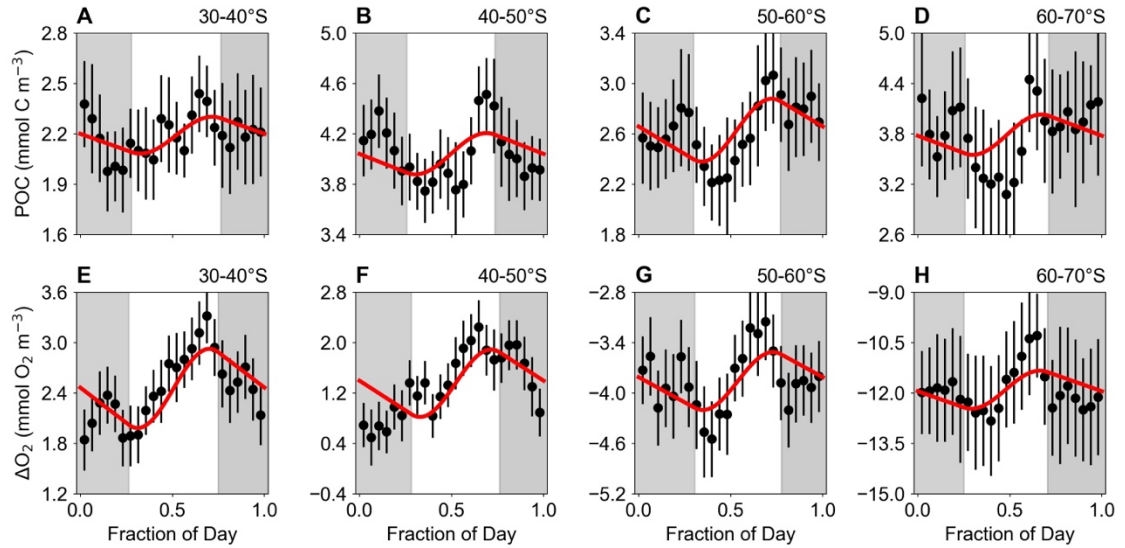 A 30-40°S
B 40-50°S
C 50-60°S
D 60-70°S
POC (mmol C m⁻³)
2.8
2.5
2.2
1.9
1.6
5.0
4.6
4.2
3.8
3.4
3.4
3.0
2.6
2.2
1.8
5.0
4.4
3.8
3.2
2.6
E 30-40°S
F 40-50°S
G 50-60°S
H 60-70°S
ΔO₂ (mmol O₂ m⁻³)
3.6
3.0
2.4
1.8
1.2
2.8
2.0
1.2
0.4
−0.4
−2.8
−3.4
−4.0
−4.6
−5.2
−9.0
−10.5
−12.0
−13.5
−15.0
0.0 0.5 1.0
0.0 0.5 1.0
0.0 0.5 1.0
0.0 0.5 1.0
Fraction of Day
Fraction of Day
Fraction of Day
Fraction of Day